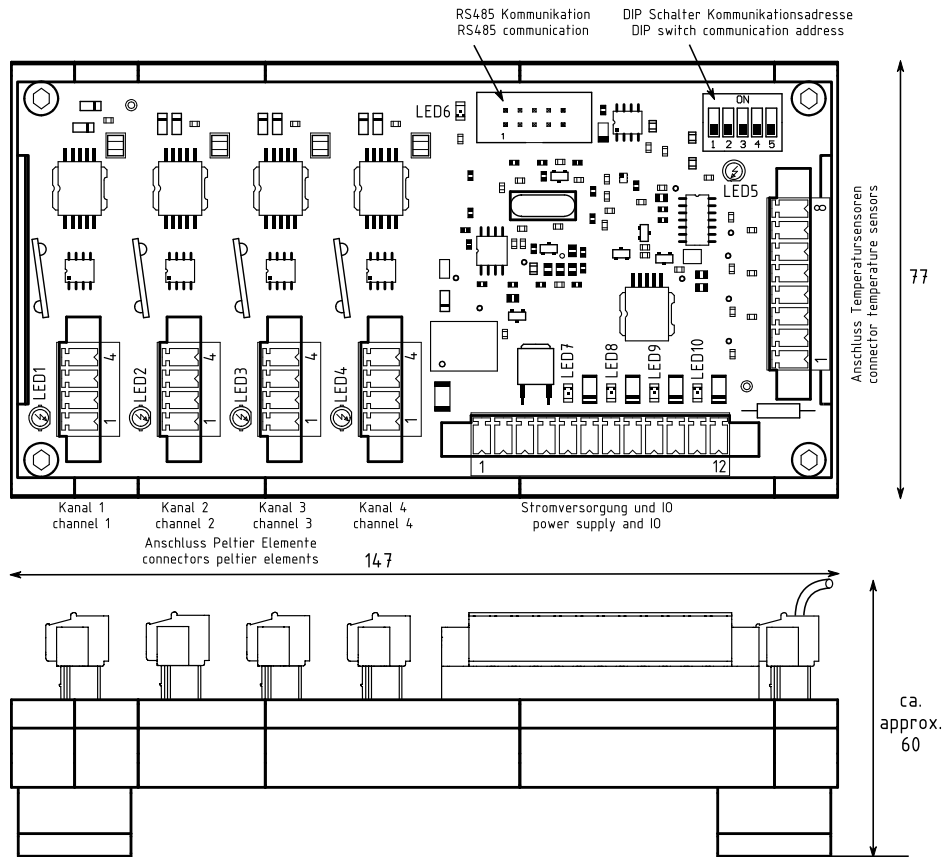 RS485 Kommunikation
RS485 communication
DIP Schalter Kommunikationsadresse
DIP switch communication address
LED6
1
ON
1 2 3 4 5
LED5
8
1
Anschluss Temperatursensoren
connector temperature sensors
77
LED1
4
1
LED2
4
1
LED3
4
1
LED4
4
1
LED7
LED8
LED9
LED10
1
12
Kanal 1
channel 1
Kanal 2
channel 2
Kanal 3
channel 3
Kanal 4
channel 4
Stromversorgung und IO
power supply and IO
Anschluss Peltier Elemente
connectors peltier elements
147
ca.
approx.
60